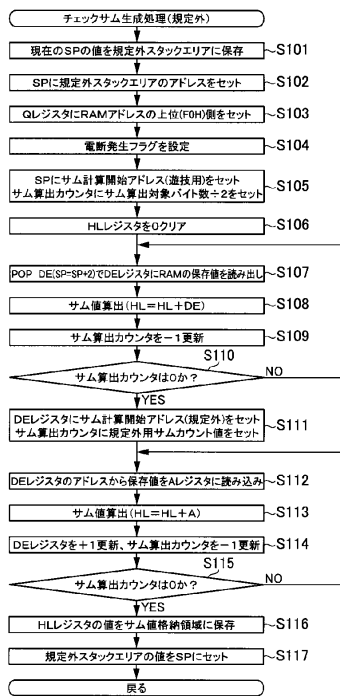 チェックサム生成処理(規定外)
現在のSPの値を規定外スタックエリアに保存
S101
SPに規定外スタックエリアのアドレスをセット
S102
QレジスタにRAMアドレスの上位(F0H)側をセット
S103
電断発生フラグを設定
S104
SPにサム計算開始アドレス(遊技用)をセット
サム算出カウンタにサム算出対象バイト数÷2をセット
S105
HLレジスタを0クリア
S106
POP DE(SP=SP+2)でDEレジスタにRAMの保存値を読み出し
S107
サム値算出(HL=HL+DE)
S108
サム算出カウンタを-1更新
S109
S110
サム算出カウンタは0か?
NO
YES
DEレジスタにサム計算開始アドレス(規定外)をセット
サム算出カウンタに規定外用サムカウント値をセット
S111
DEレジスタのアドレスから保存値をAレジスタに読み込み
S112
サム値算出(HL=HL+A)
S113
DEレジスタを+1更新、サム算出カウンタを-1更新
S114
S115
サム算出カウンタは0か?
NO
YES
HLレジスタの値をサム値格納領域に保存
S116
規定外スタックエリアの値をSPにセット
S117
戻る